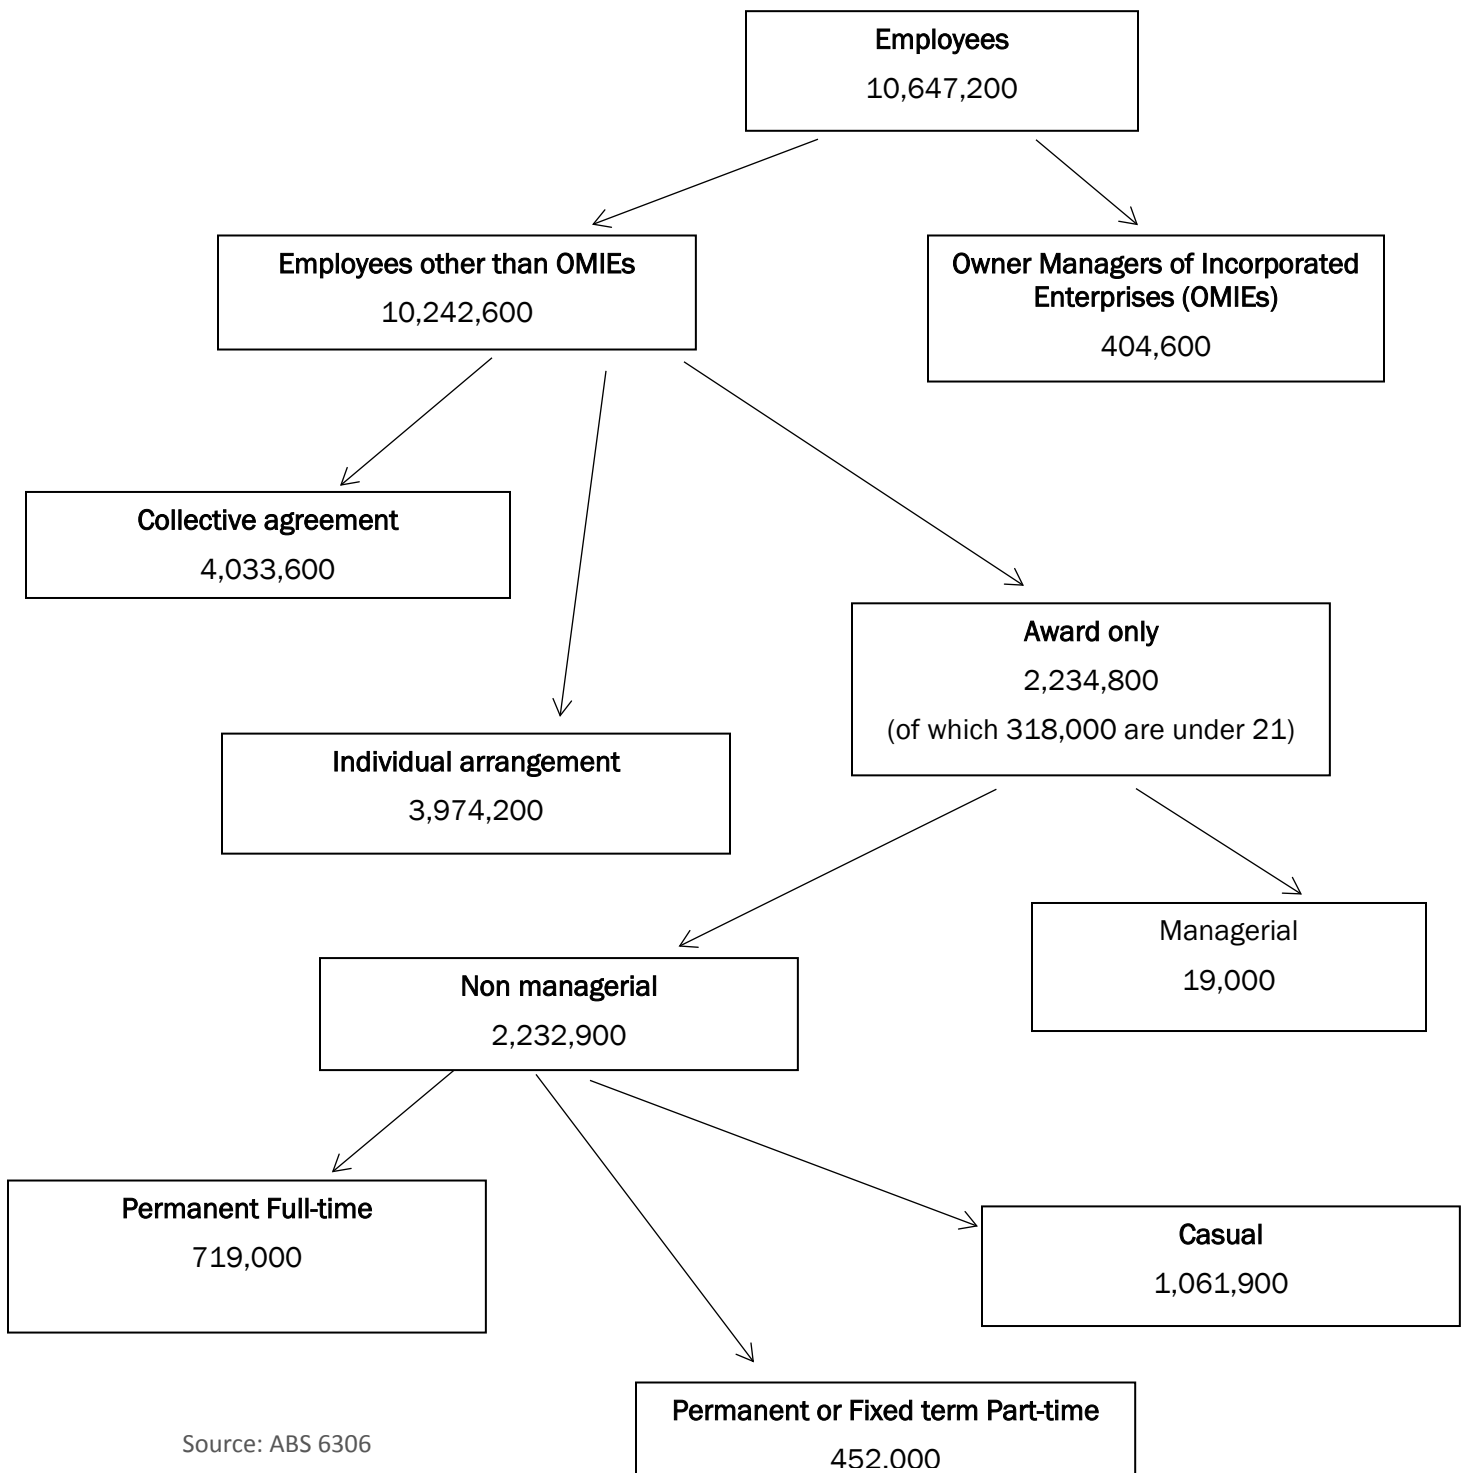 Employees
10,647,200
Employees other than OMIEs
10,242,600
Owner Managers of Incorporated
Enterprises (OMIEs)
404,600
Collective agreement
4,033,600
Award only
2,234,800
(of which 318,000 are under 21)
Individual arrangement
3,974,200
Managerial
19,000
Non managerial
2,232,900
Permanent Full-time
719,000
Casual
1,061,900
Permanent or Fixed term Part-time
452,000
Source: ABS 6306